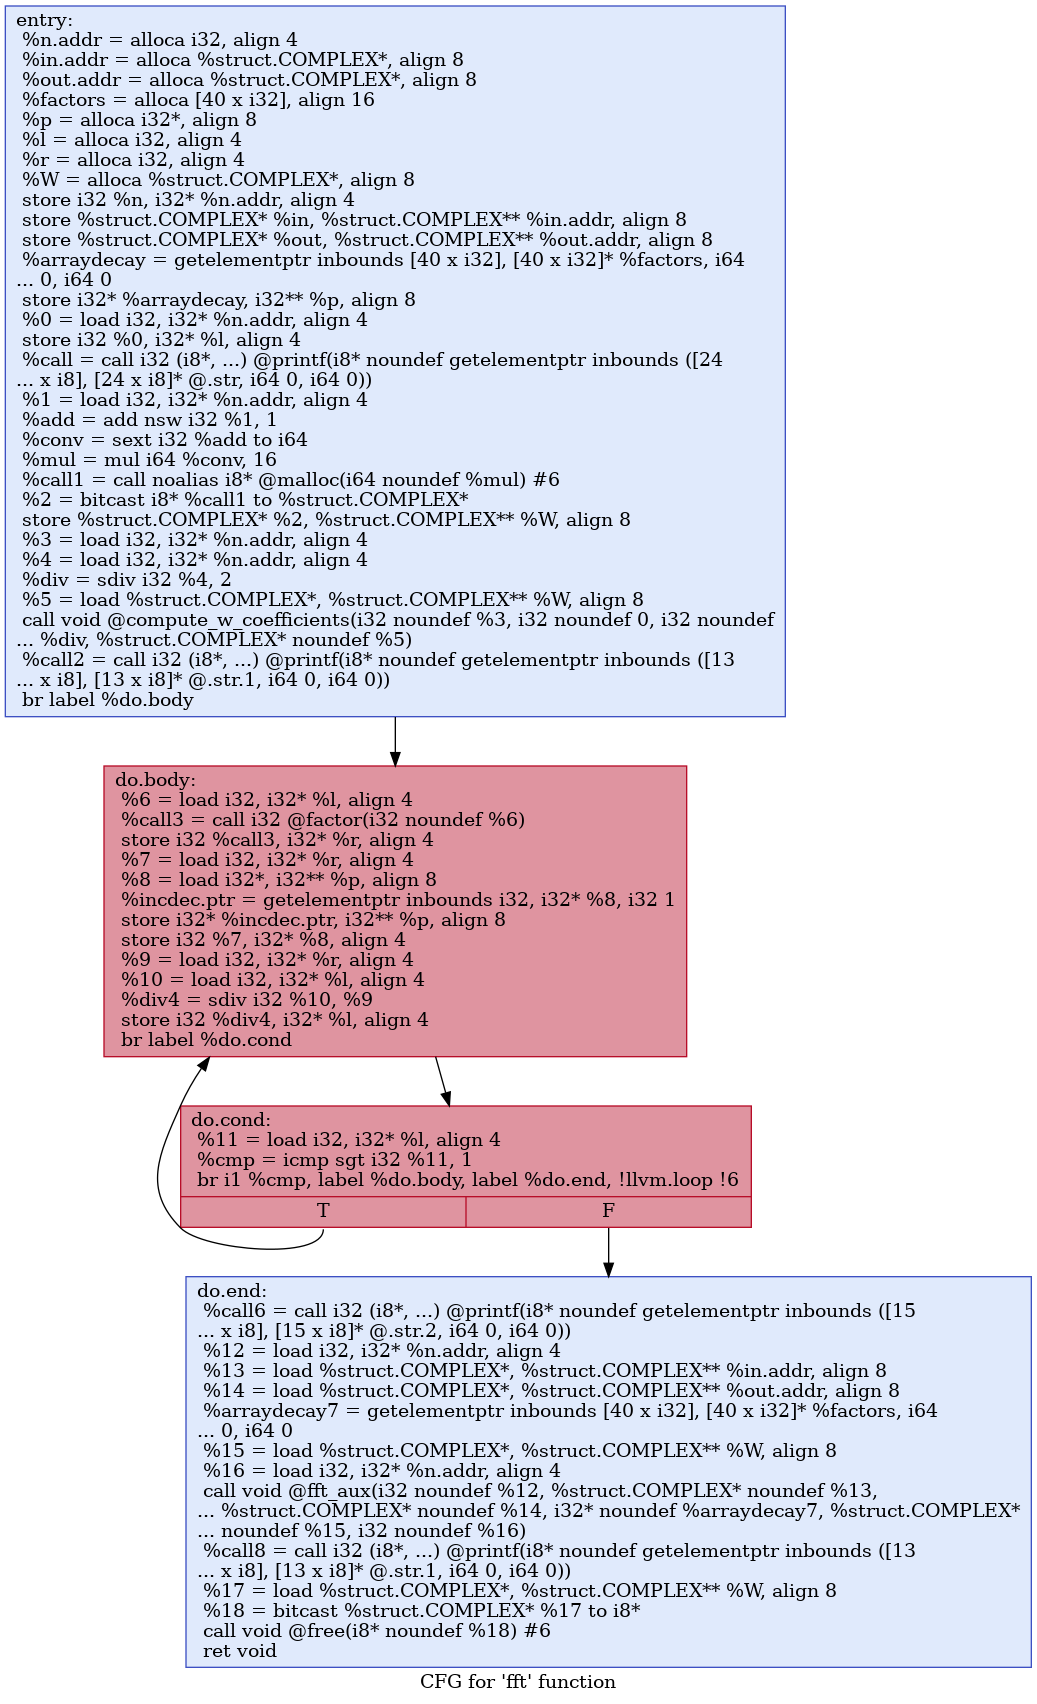 entry:
%n.addr = alloca i32, align 4
%in.addr = alloca %struct.COMPLEX*, align 8
%out.addr = alloca %struct.COMPLEX*, align 8
%factors = alloca [40 x i32], align 16
%p = alloca i32*, align 8
%l = alloca i32, align 4
%r = alloca i32, align 4
%W = alloca %struct.COMPLEX*, align 8
store i32 %n, i32* %n.addr, align 4
store %struct.COMPLEX* %in, %struct.COMPLEX** %in.addr, align 8
store %struct.COMPLEX* %out, %struct.COMPLEX** %out.addr, align 8
%arraydecay = getelementptr inbounds [40 x i32], [40 x i32]* %factors, i64
... 0, i64 0
store i32* %arraydecay, i32** %p, align 8
%0 = load i32, i32* %n.addr, align 4
store i32 %0, i32* %l, align 4
%call = call i32 (i8*, ...) @printf(i8* noundef getelementptr inbounds ([24
... x i8], [24 x i8]* @.str, i64 0, i64 0))
%1 = load i32, i32* %n.addr, align 4
%add = add nsw i32 %1, 1
%conv = sext i32 %add to i64
%mul = mul i64 %conv, 16
%call1 = call noalias i8* @malloc(i64 noundef %mul) #6
%2 = bitcast i8* %call1 to %struct.COMPLEX*
store %struct.COMPLEX* %2, %struct.COMPLEX** %W, align 8
%3 = load i32, i32* %n.addr, align 4
%4 = load i32, i32* %n.addr, align 4
%div = sdiv i32 %4, 2
%5 = load %struct.COMPLEX*, %struct.COMPLEX** %W, align 8
call void @compute_w_coefficients(i32 noundef %3, i32 noundef 0, i32 noundef
... %div, %struct.COMPLEX* noundef %5)
%call2 = call i32 (i8*, ...) @printf(i8* noundef getelementptr inbounds ([13
... x i8], [13 x i8]* @.str.1, i64 0, i64 0))
br label %do.body
do.body:
%6 = load i32, i32* %l, align 4
%call3 = call i32 @factor(i32 noundef %6)
store i32 %call3, i32* %r, align 4
%7 = load i32, i32* %r, align 4
%8 = load i32*, i32** %p, align 8
%incdec.ptr = getelementptr inbounds i32, i32* %8, i32 1
store i32* %incdec.ptr, i32** %p, align 8
store i32 %7, i32* %8, align 4
%9 = load i32, i32* %r, align 4
%10 = load i32, i32* %l, align 4
%div4 = sdiv i32 %10, %9
store i32 %div4, i32* %l, align 4
br label %do.cond
do.cond:
%11 = load i32, i32* %l, align 4
%cmp = icmp sgt i32 %11, 1
br i1 %cmp, label %do.body, label %do.end, !llvm.loop !6
T F
do.end:
%call6 = call i32 (i8*, ...) @printf(i8* noundef getelementptr inbounds ([15
... x i8], [15 x i8]* @.str.2, i64 0, i64 0))
%12 = load i32, i32* %n.addr, align 4
%13 = load %struct.COMPLEX*, %struct.COMPLEX** %in.addr, align 8
%14 = load %struct.COMPLEX*, %struct.COMPLEX** %out.addr, align 8
%arraydecay7 = getelementptr inbounds [40 x i32], [40 x i32]* %factors, i64
... 0, i64 0
%15 = load %struct.COMPLEX*, %struct.COMPLEX** %W, align 8
%16 = load i32, i32* %n.addr, align 4
call void @fft_aux(i32 noundef %12, %struct.COMPLEX* noundef %13,
... %struct.COMPLEX* noundef %14, i32* noundef %arraydecay7, %struct.COMPLEX*
... noundef %15, i32 noundef %16)
%call8 = call i32 (i8*, ...) @printf(i8* noundef getelementptr inbounds ([13
... x i8], [13 x i8]* @.str.1, i64 0, i64 0))
%17 = load %struct.COMPLEX*, %struct.COMPLEX** %W, align 8
%18 = bitcast %struct.COMPLEX* %17 to i8*
call void @free(i8* noundef %18) #6
ret void
CFG for 'fft' function